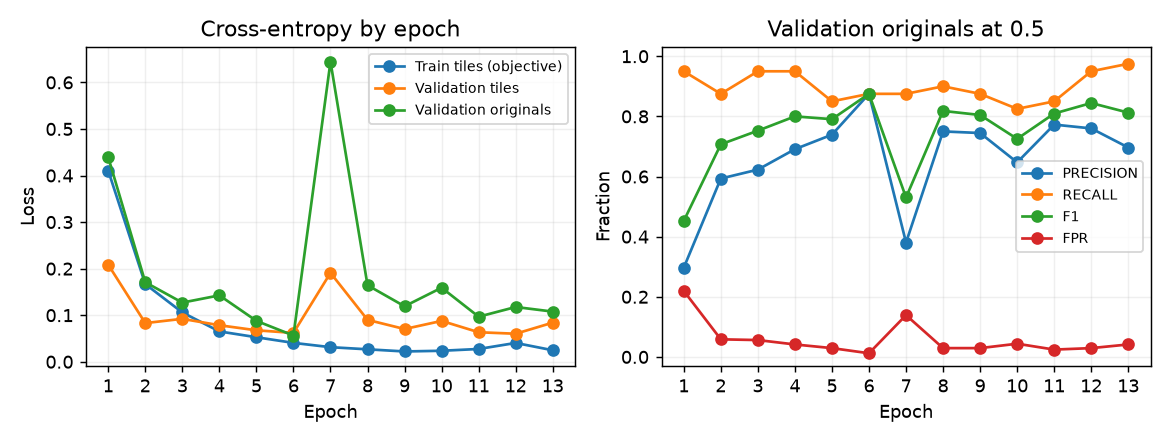 Cross-entropy by epoch
Loss
0.6
0.5
0.4
0.3
0.2
0.1
0.0
Train tiles (objective)
Validation tiles
Validation originals
1 2 3 4 5 6 7 8 9 10 11 12 13
Epoch
Validation originals at 0.5
Fraction
1.0
0.8
0.6
0.4
0.2
0.0
PRECISION
RECALL
F1
FPR
1 2 3 4 5 6 7 8 9 10 11 12 13
Epoch